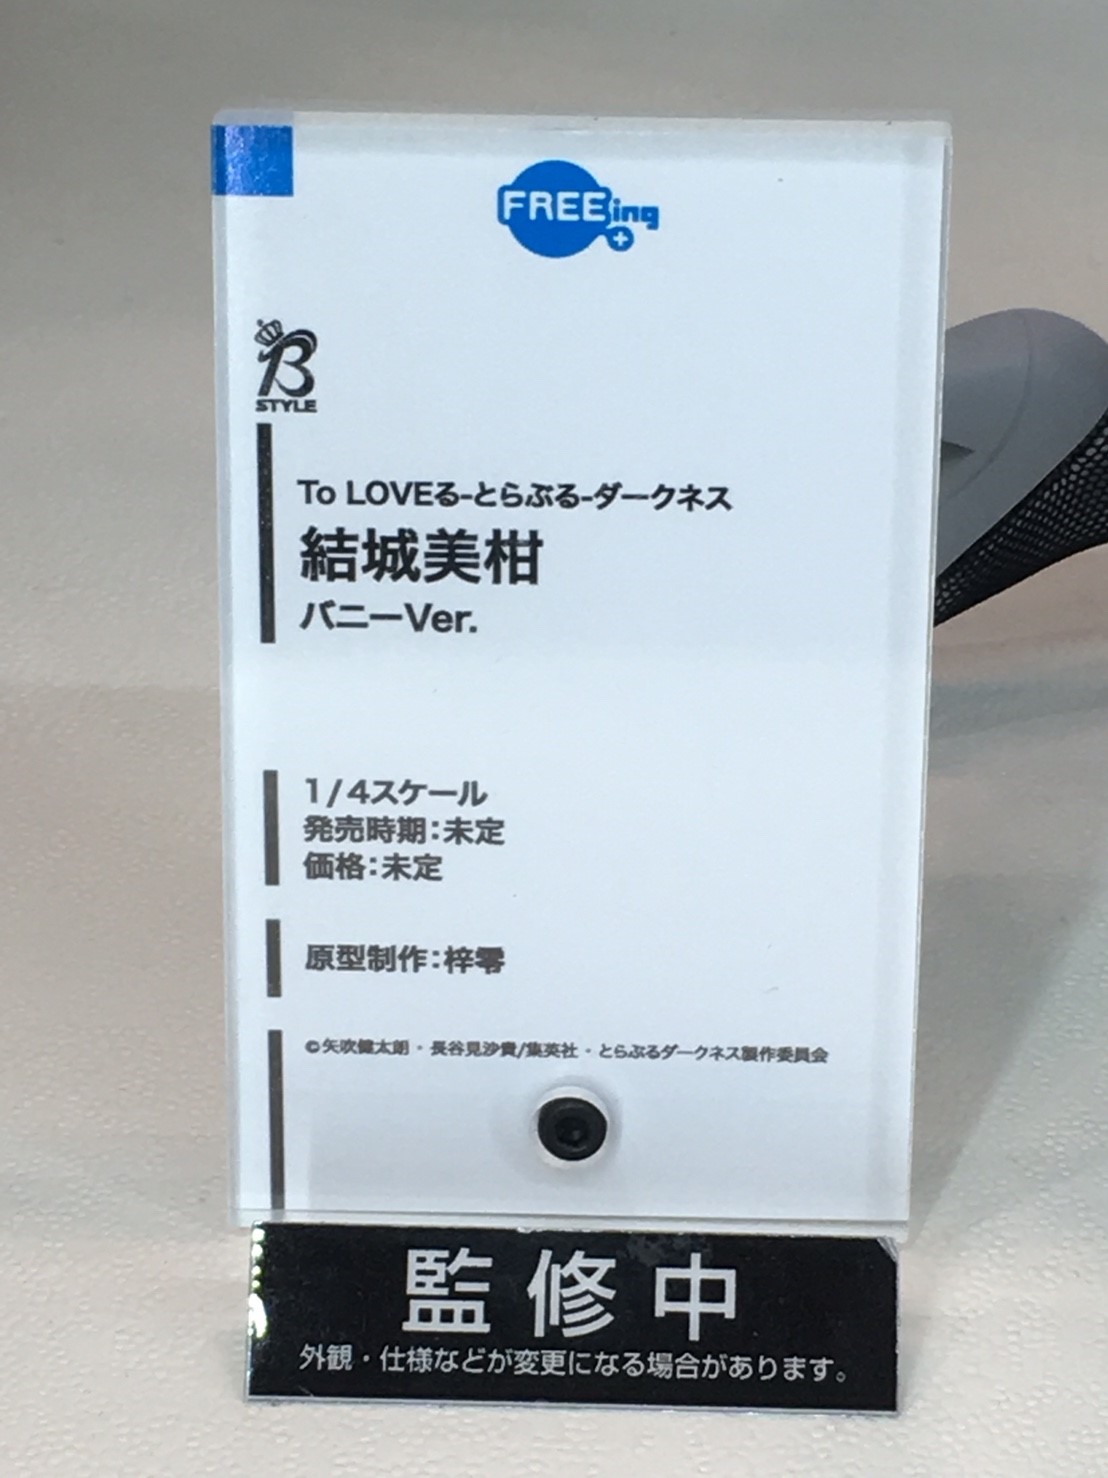 FREEing
B
STYLE
To LOVEる-とらぶる-ダークネス
結城美柑
バニーVer.
1/4スケール
発売時期:未定
価格:未定
原型制作:梓零
©矢吹健太朗・長谷見沙貴/集英社・とらぶるダークネス製作委員会
監修中
外観・仕様などが変更になる場合があります。